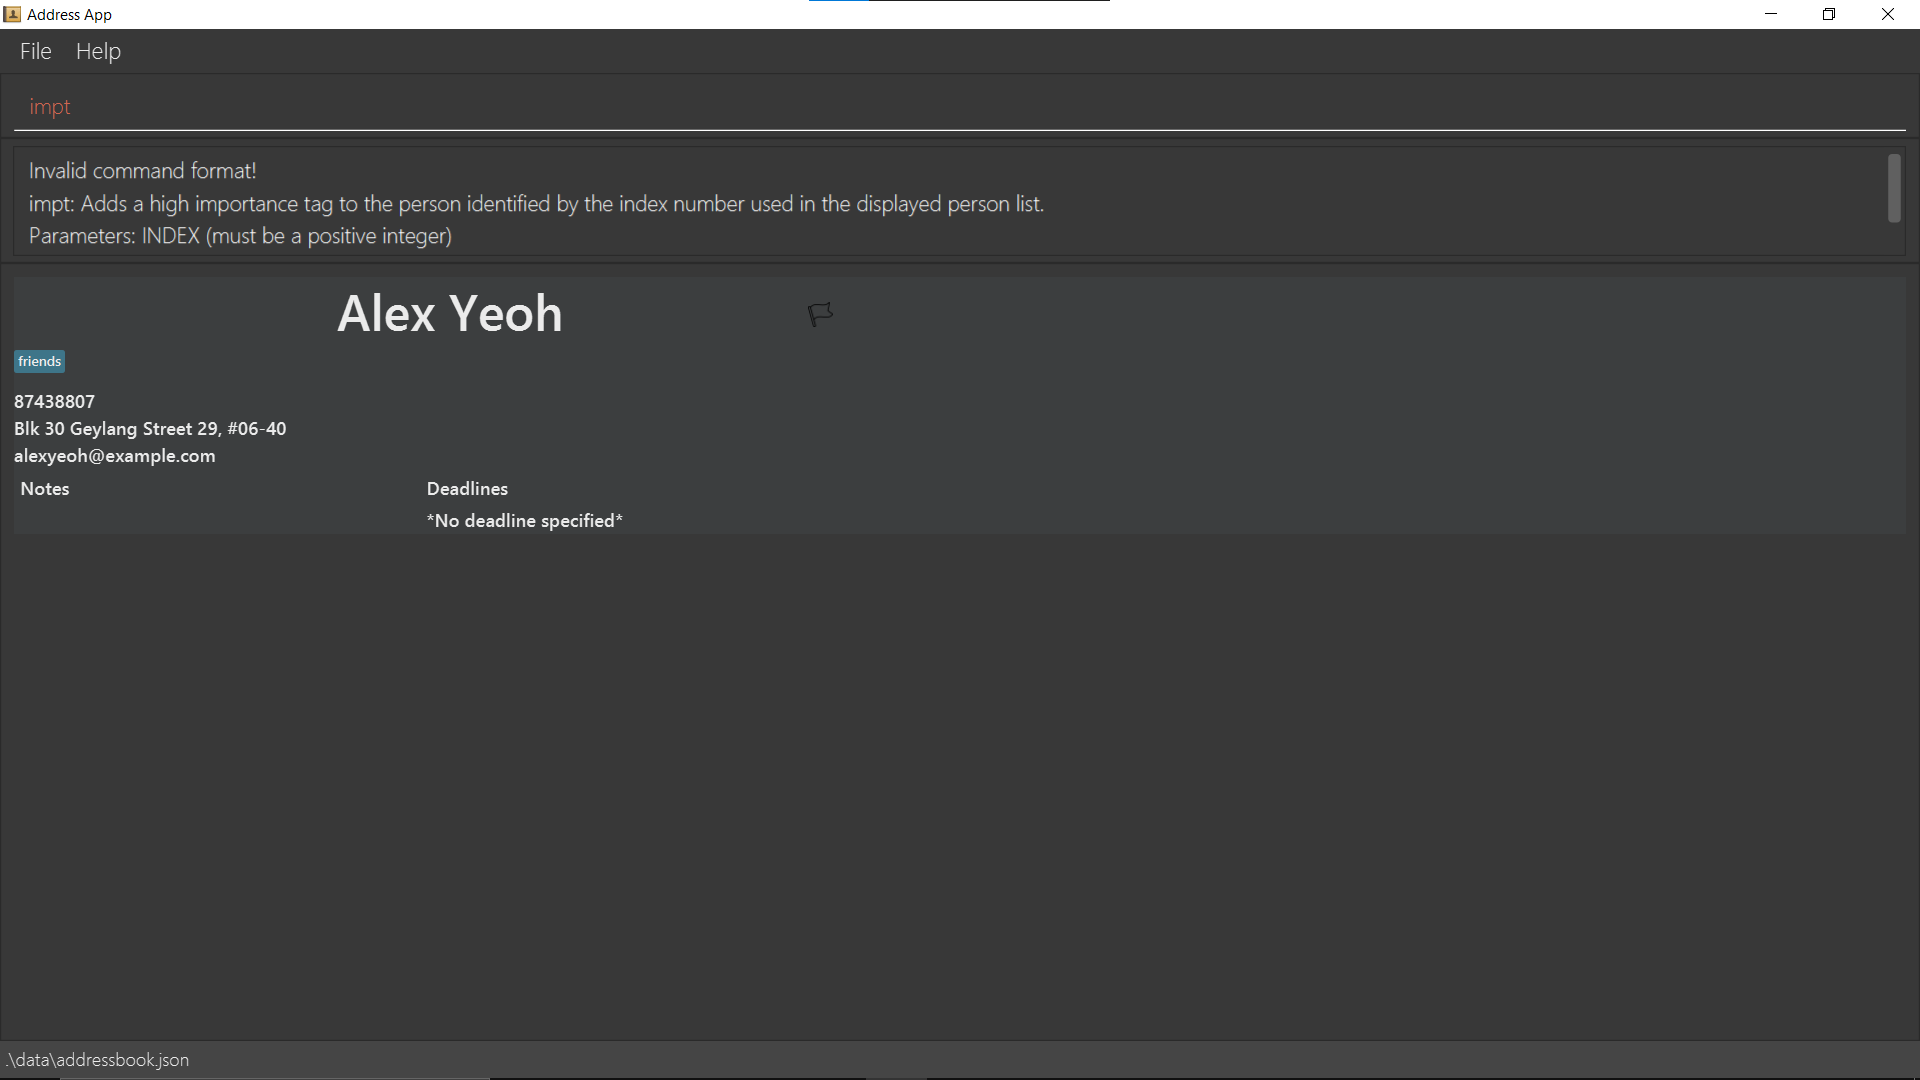 Address App
File Help
impt
Invalid command format!
impt: Adds a high importance tag to the person identified by the index number used in the displayed person list.
Parameters: INDEX (must be a positive integer)
Alex Yeoh
friends
87438807
Blk 30 Geylang Street 29, #06-40
alexyeoh@example.com
Notes Deadlines
*No deadline specified*
.\data\addressbook.json